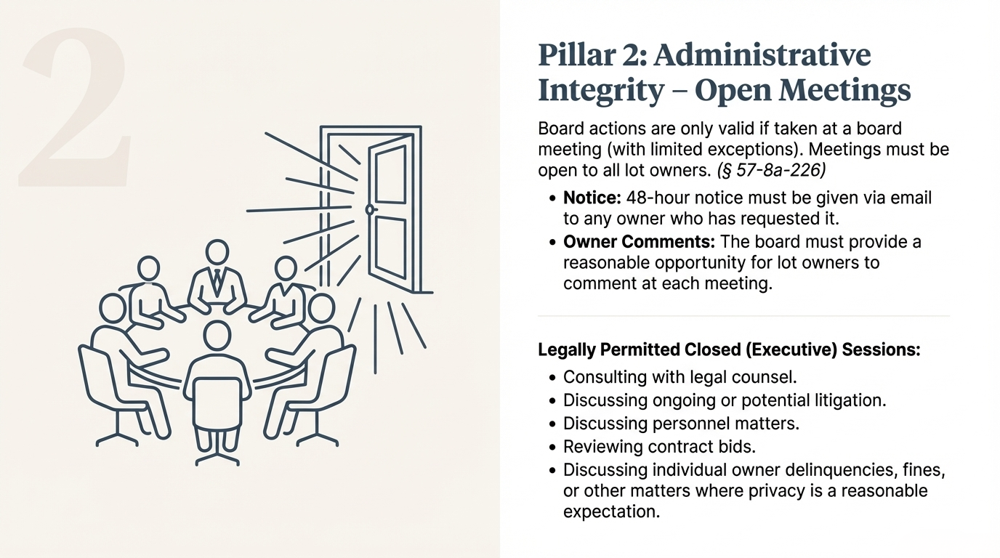 2
Pillar 2: Administrative
Integrity – Open Meetings
Board actions are only valid if taken at a board
meeting (with limited exceptions). Meetings must be
open to all lot owners. (§ 57-8a-226)
• Notice: 48-hour notice must be given via email
to any owner who has requested it.
• Owner Comments: The board must provide a
reasonable opportunity for lot owners to
comment at each meeting.
Legally Permitted Closed (Executive) Sessions:
• Consulting with legal counsel.
• Discussing ongoing or potential litigation.
• Discussing personnel matters.
• Reviewing contract bids.
• Discussing individual owner delinquencies, fines,
or other matters where privacy is a reasonable
expectation.